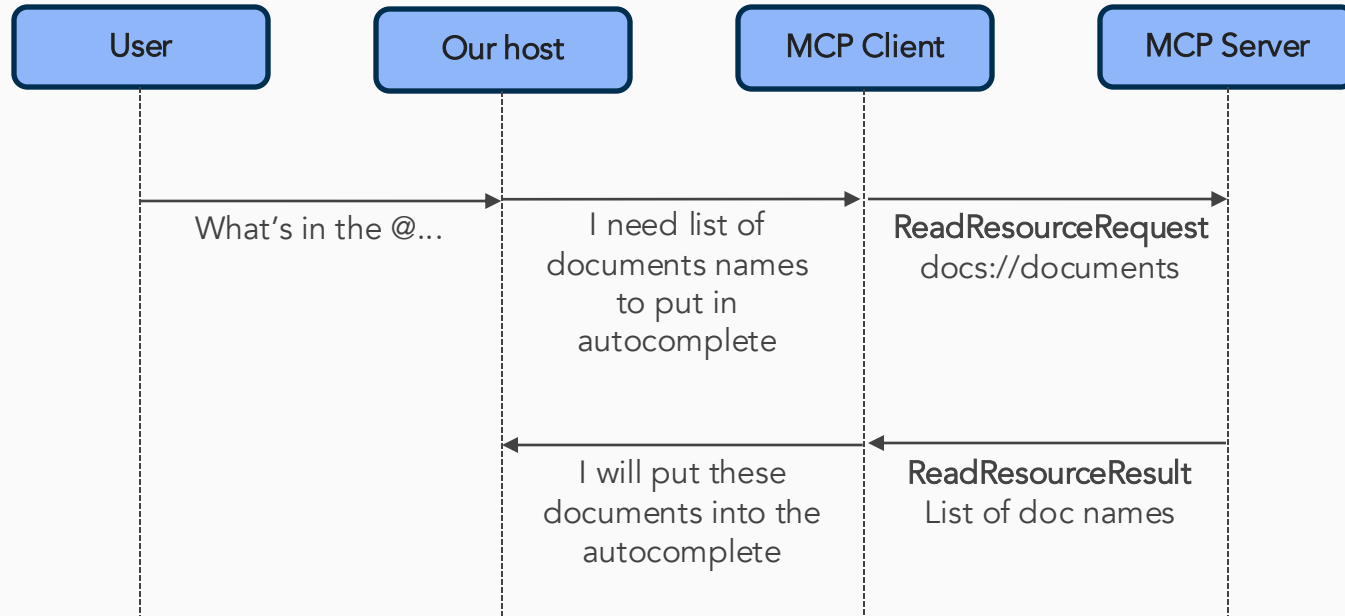 User
Our host
MCP Client
MCP Server
What's in the @...
I need list of
documents names
to put in
autocomplete
ReadResourceRequest
docs://documents
I will put these
documents into the
autocomplete
ReadResourceResult
List of doc names